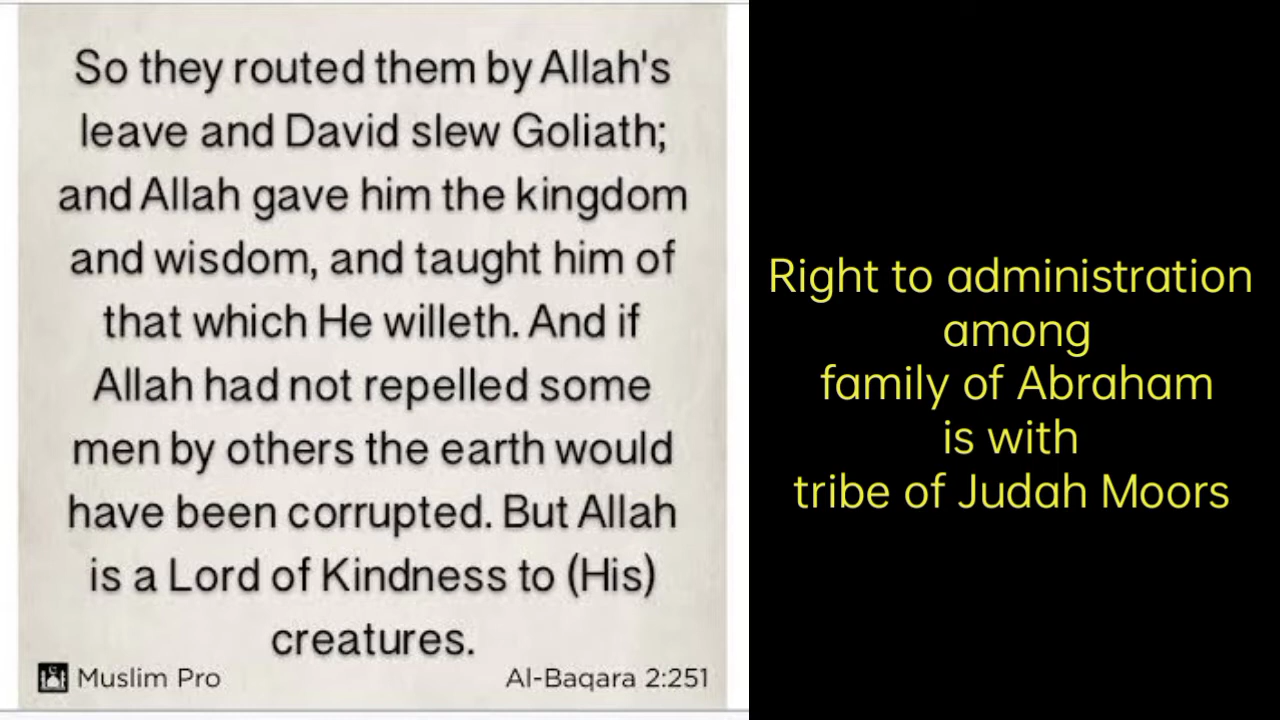 So they routed them by Allah's
leave and David slew Goliath;
and Allah gave him the kingdom
and wisdom, and taught him of
that which He willeth. And if
Allah had not repelled some
men by others the earth would
have been corrupted. But Allah
is a Lord of Kindness to (His)
creatures.
Muslim Pro
Al-Baqara 2:251
Right to administration
among
family of Abraham
is with
tribe of Judah Moors